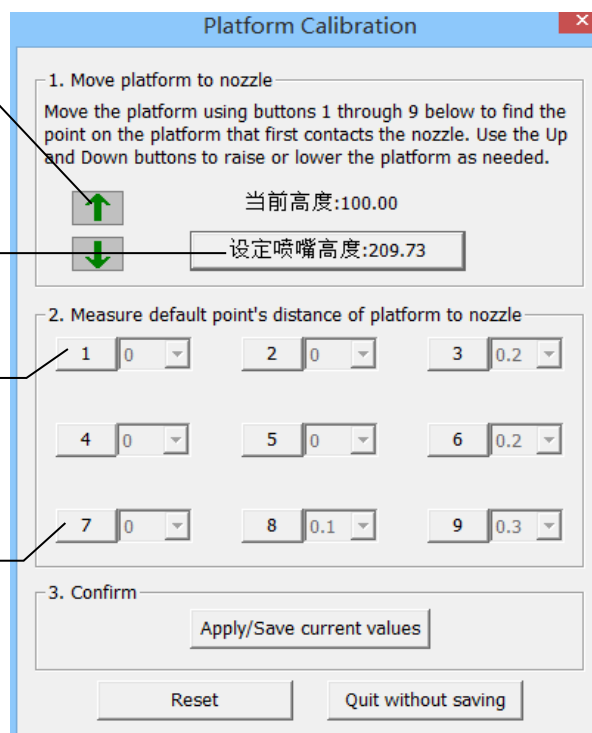 Platform Calibration
1. Move platform to nozzle
Move the platform using buttons 1 through 9 below to find the
point on the platform that first contacts the nozzle. Use the Up
and Down buttons to raise or lower the platform as needed.
当前高度:100.00
设定喷嘴高度:209.73
2. Measure default point's distance of platform to nozzle
1 0 2 0 3 0.2
4 0 5 0 6 0.2
7 0 8 0.1 9 0.3
3. Confirm
Apply/Save current values
Reset Quit without saving